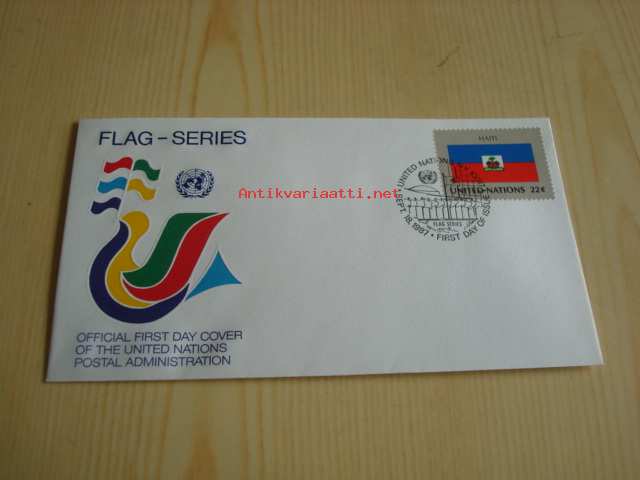 FLAG - SERIES
HAITI
UNITED NATIONS 22¢
UNITED NATIONS
SEPT. 18, 1987 • FIRST DAY OF ISSUE
FLAG SERIES
Antikvariaatti.net
OFFICIAL FIRST DAY COVER
OF THE UNITED NATIONS
POSTAL ADMINISTRATION